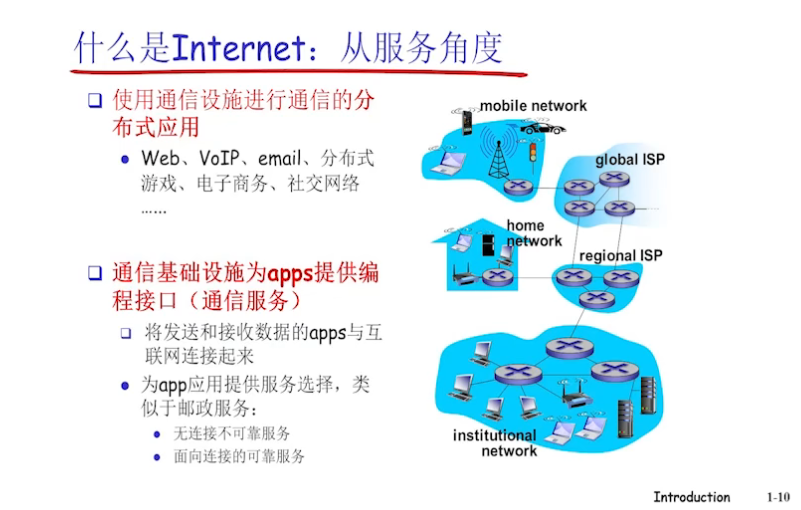 什么是Internet：从服务角度
使用通信设施进行通信的分
布式应用
Web、VoIP、email、分布式
游戏、电子商务、社交网络
……
通信基础设施为apps提供编
程接口（通信服务）
将发送和接收数据的apps与互
联网连接起来
为app应用提供服务选择，类
似于邮政服务：
无连接不可靠服务
面向连接的可靠服务
mobile network
global ISP
home
network
regional ISP
institutional
network
Introduction
1-10